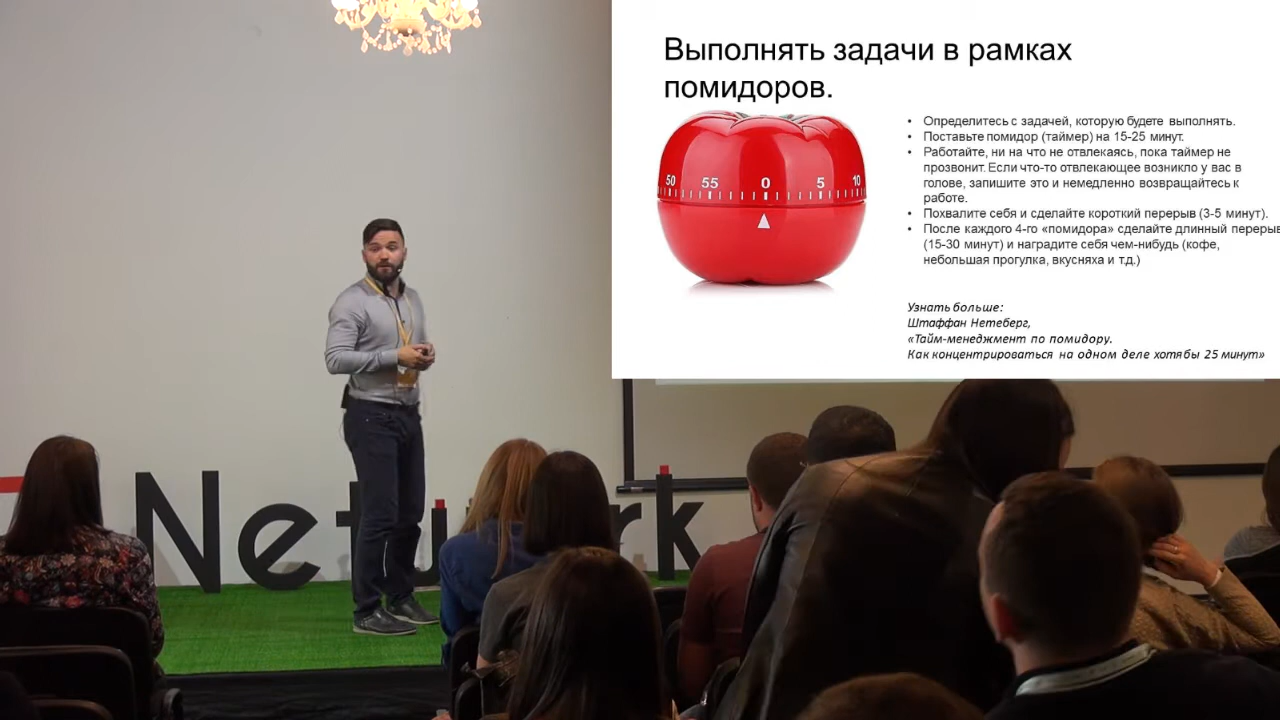 Выполнять задачи в рамках
помидоров.
50 55 0 5 10
• Определитесь с задачей, которую будете выполнять.
• Поставьте помидор (таймер) на 15-25 минут.
• Работайте, ни на что не отвлекаясь, пока таймер не
прозвонит. Если что-то отвлекающее возникло у вас в
голове, запишите это и немедленно возвращайтесь к
работе.
• Похвалите себя и сделайте короткий перерыв (3-5 минут).
• После каждого 4-го «помидора» сделайте длинный перерыв
(15-30 минут) и наградите себя чем-нибудь (кофе,
небольшая прогулка, вкусняха и т.д.)
Узнать больше:
Штаффан Нетеберг,
«Тайм-менеджмент по помидору.
Как концентрироваться на одном деле хотя бы 25 минут»
Network